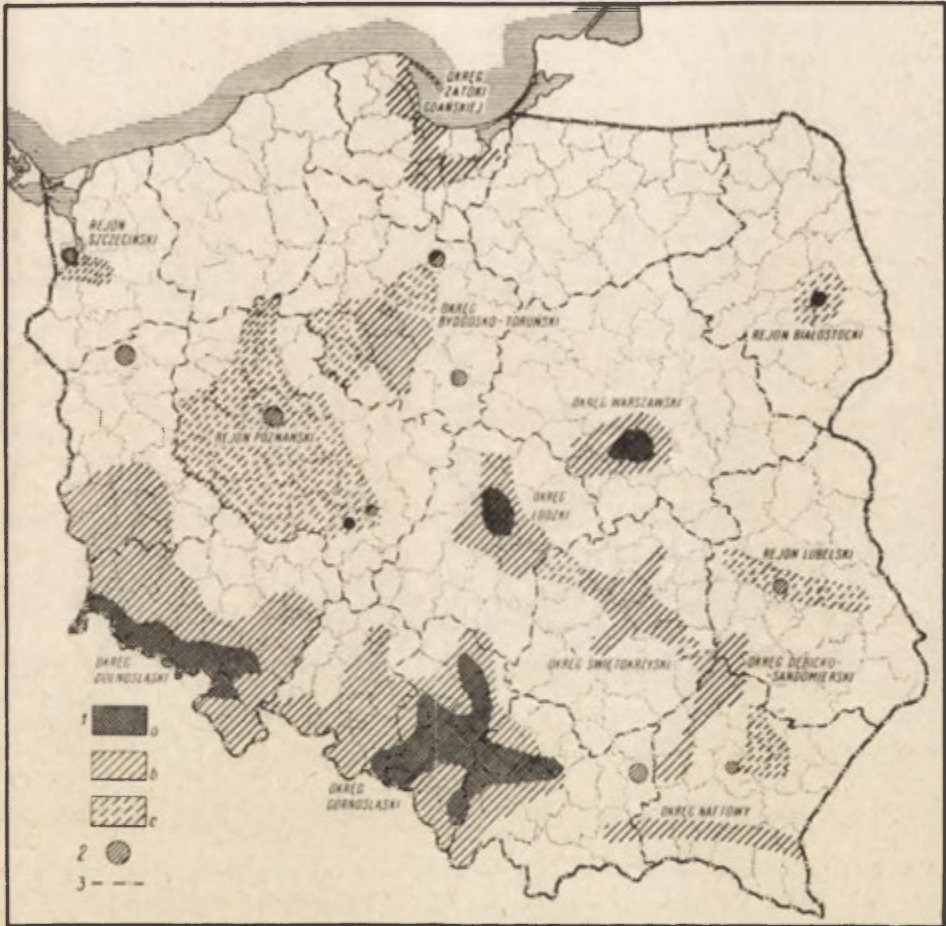 OKRĘG
ZATOKI
GDAŃSKIEJ
REJON
SZCZECIŃSKI
OKRĘG
BYDGOSKO-TORUŃSKI
REJON BIAŁOSTOCKI
OKRĘG WARSZAWSKI
REJON POZNAŃSKI
OKRĘG
ŁÓDZKI
REJON LUBELSKI
OKRĘG
DOLNOŚLĄSKI
OKRĘG ŚWIĘTOKRZYSKI
OKRĘG DĘBICKO-
SANDOMIERSKI
OKRĘG
GÓRNOŚLĄSKI
OKRĘG NAFTOWY
1 a
b
c
2
3